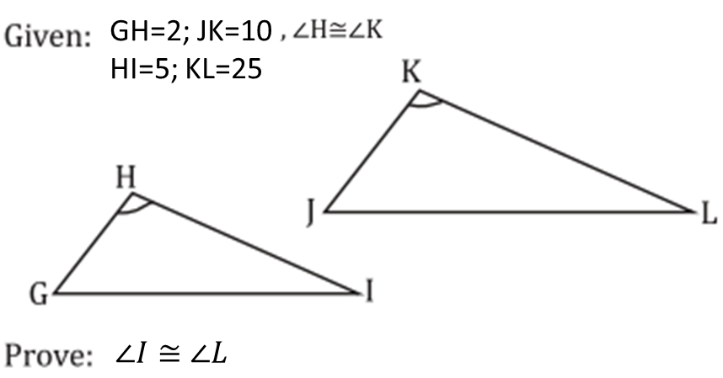 Given: GH=2; JK=10 , ∠H≅∠K
HI=5; KL=25
K
H
J
L
G
I
Prove: ∠I ≅ ∠L